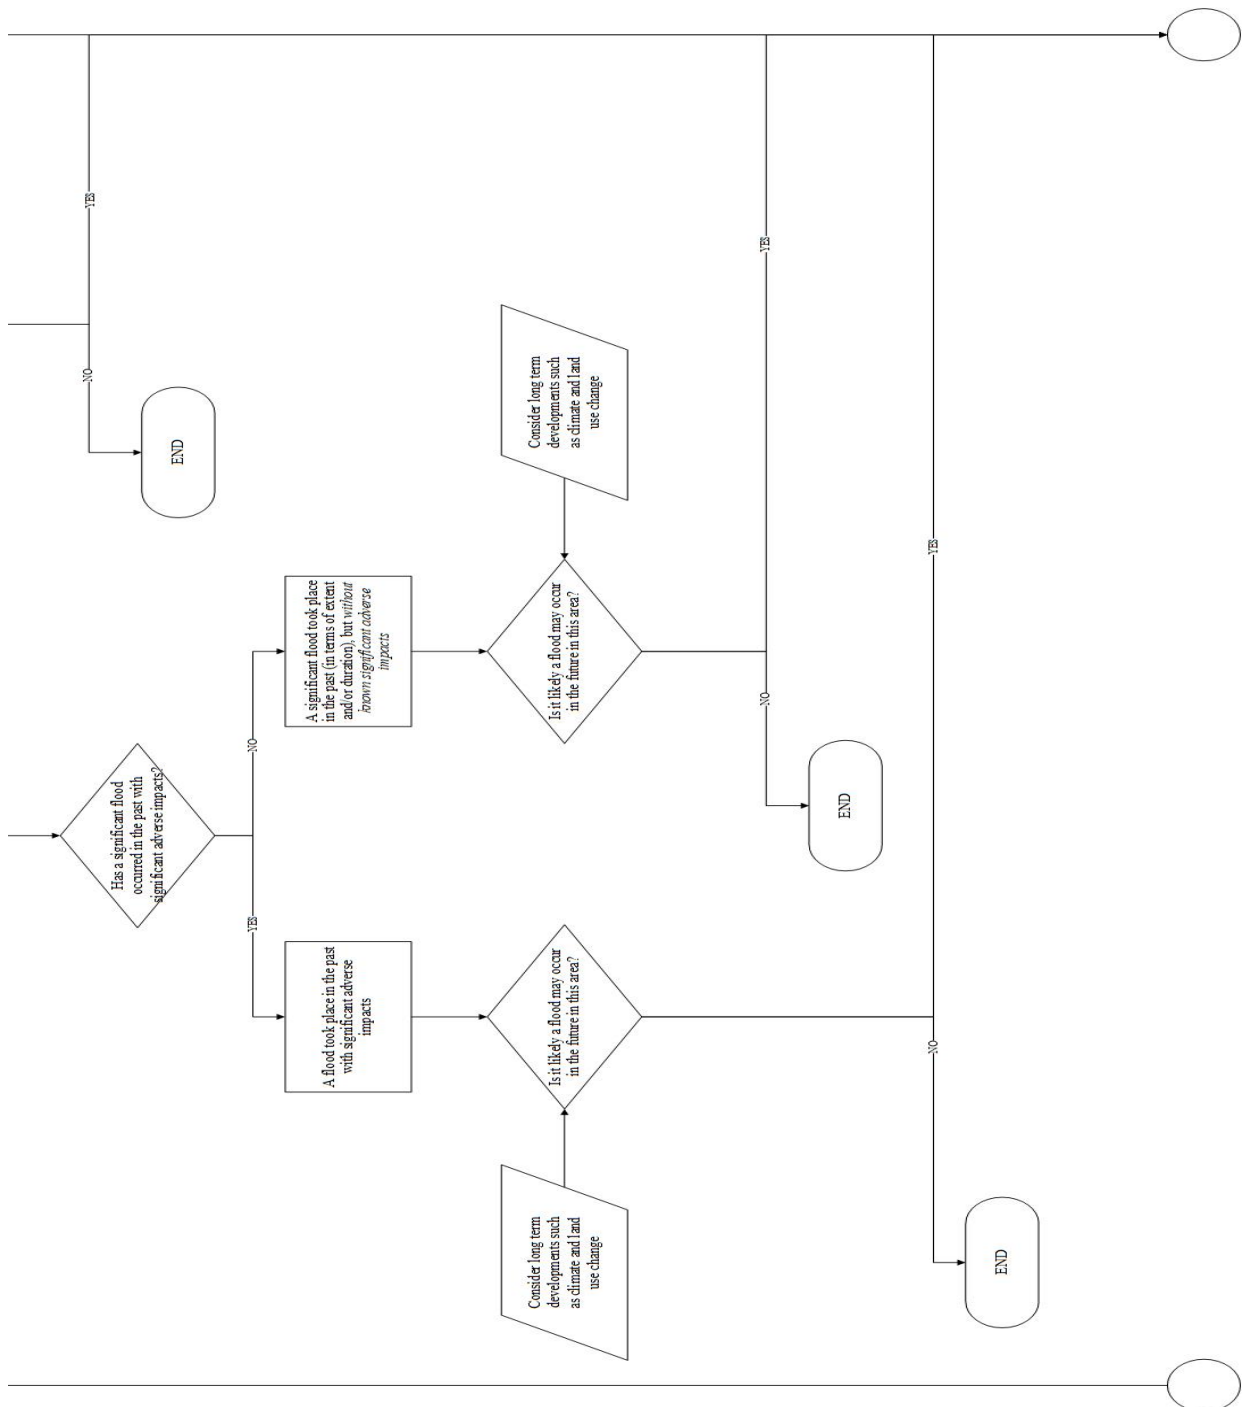 Has a significant flood
occurred in the past with
significant adverse impacts?
YES
NO
A flood took place in the past
with significant adverse
impacts
A significant flood took place
in the past (in terms of extent
and/or duration), but without
known significant adverse
impacts
YES
NO
END
Consider long term
developments such
as climate and land
use change
Is it likely a flood may occur
in the future in this area?
Is it likely a flood may occur
in the future in this area?
Consider long term
developments such
as climate and land
use change
NO
YES
END
NO
YES
END